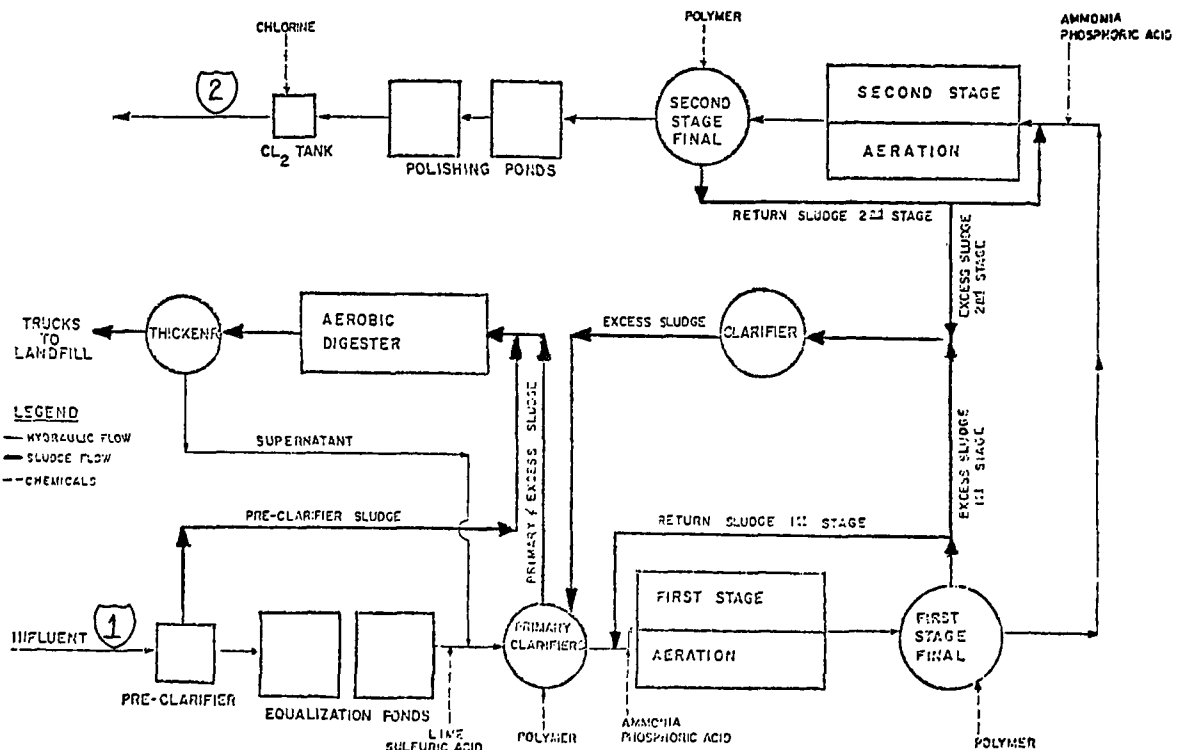 CHLORINE
POLYMER
AMMONIA
PHOSPHORIC ACID
2
SECOND STAGE
AERATION
SECOND
STAGE
FINAL
CL2 TANK
POLISHING PONDS
RETURN SLUDGE 2nd STAGE
EXCESS SLUDGE
2nd STAGE
TRUCKS
TO
LANDFILL
THICKENR
AEROBIC
DIGESTER
EXCESS SLUDGE
CLARIFIER
LEGEND
HYDRAULIC FLOW
SLUDGE FLOW
CHEMICALS
SUPERNATANT
PRIMARY & EXCESS SLUDGE
EXCESS SLUDGE
1st STAGE
PRE-CLARIFIER SLUDGE
RETURN SLUDGE 1st STAGE
INFLUENT
1
FIRST STAGE
AERATION
PRIMARY
CLARIFIERS
FIRST
STAGE
FINAL
PRE-CLARIFIER
EQUALIZATION PONDS
LIME
SULFURIC ACID
POLYMER
AMMONIA
PHOSPHORIC ACID
POLYMER